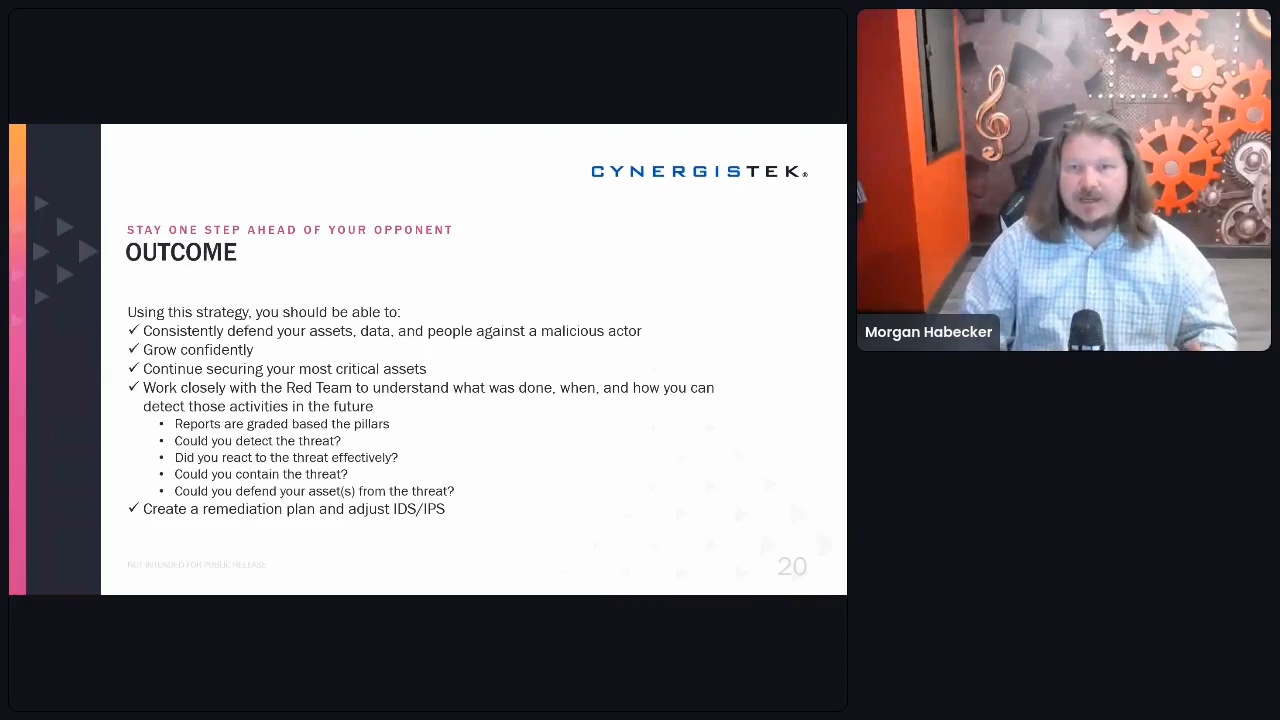 CYNERGISTEK®
STAY ONE STEP AHEAD OF YOUR OPPONENT
OUTCOME
Using this strategy, you should be able to:
✓ Consistently defend your assets, data, and people against a malicious actor
✓ Grow confidently
✓ Continue securing your most critical assets
✓ Work closely with the Red Team to understand what was done, when, and how you can
detect those activities in the future
• Reports are graded based the pillars
• Could you detect the threat?
• Did you react to the threat effectively?
• Could you contain the threat?
• Could you defend your asset(s) from the threat?
✓ Create a remediation plan and adjust IDS/IPS
NOT INTENDED FOR PUBLIC RELEASE
20
Morgan Habecker